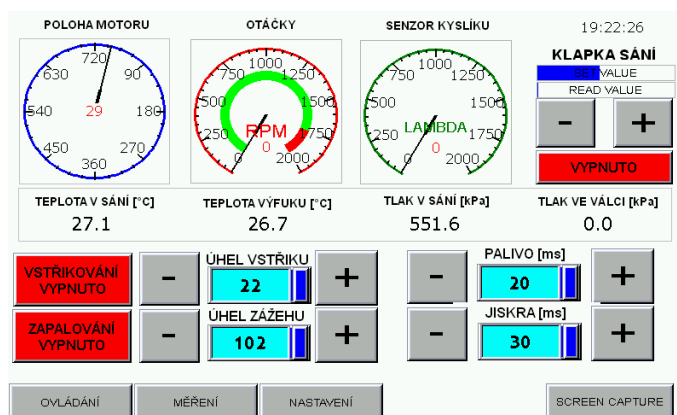 POLOHA MOTORU
OTÁČKY
SENZOR KYSLÍKU
19:22:26
720
90
180
270
360
450
540
630
29
0
250
500
750
1000
1250
1500
1750
2000
RPM
0
0
250
500
750
1000
1250
1500
1750
2000
LAMBDA
0
KLAPKA SÁNÍ
SET VALUE
READ VALUE
- +
VYPNUTO
TEPLOTA V SÁNÍ [°C]
27.1
TEPLOTA VÝFUKU [°C]
26.7
TLAK V SÁNÍ [kPa]
551.6
TLAK VE VÁLCI [kPa]
0.0
VSTŘIKOVÁNÍ
VYPNUTO
ÚHEL VSTŘIKU
- 22 +
PALIVO [ms]
- 20 +
ZAPALOVÁNÍ
VYPNUTO
ÚHEL ZÁŽEHU
- 102 +
JISKRA [ms]
- 30 +
OVLÁDÁNÍ
MĚŘENÍ
NASTAVENÍ
SCREEN CAPTURE